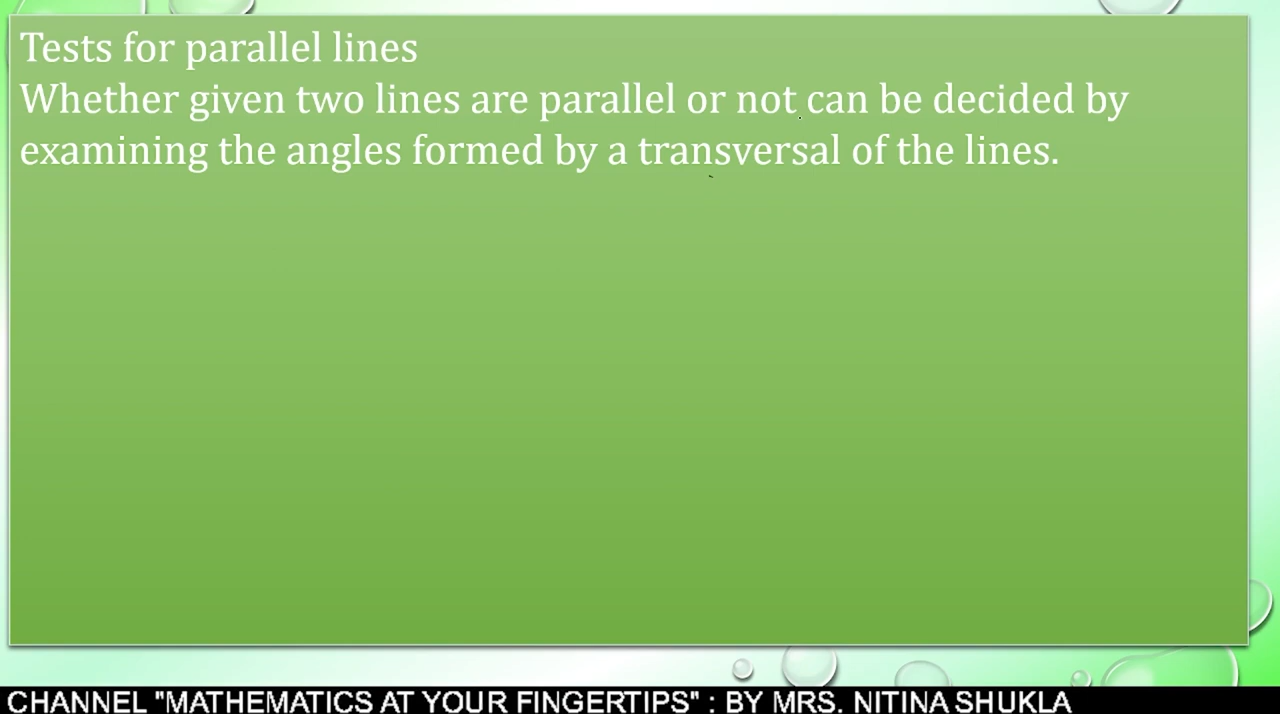 Tests for parallel lines
Whether given two lines are parallel or not can be decided by
examining the angles formed by a transversal of the lines.
CHANNEL "MATHEMATICS AT YOUR FINGERTIPS" : BY MRS. NITINA SHUKLA